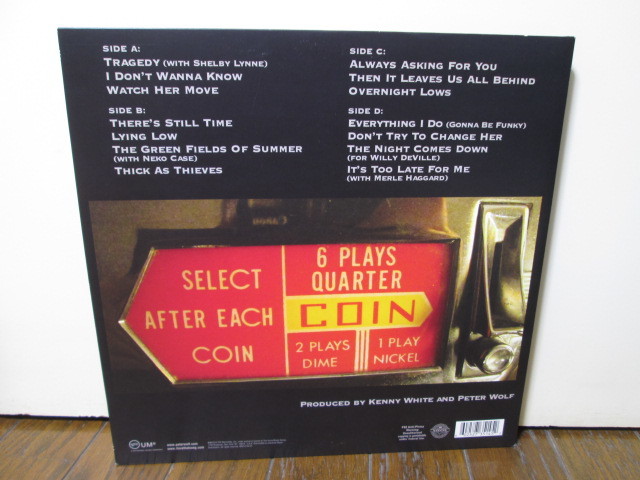 SIDE A:
TRAGEDY (WITH SHELBY LYNNE)
I DON'T WANNA KNOW
WATCH HER MOVE
SIDE B:
THERE'S STILL TIME
LYING LOW
THE GREEN FIELDS OF SUMMER
(WITH NEKO CASE)
THICK AS THIEVES
SIDE C:
ALWAYS ASKING FOR YOU
THEN IT LEAVES US ALL BEHIND
OVERNIGHT LOWS
SIDE D:
EVERYTHING I DO (GONNA BE FUNKY)
DON'T TRY TO CHANGE HER
THE NIGHT COMES DOWN
(FOR WILLY DEVILLE)
IT'S TOO LATE FOR ME
(WITH MERLE HAGGARD)
SELECT
AFTER EACH
COIN
6 PLAYS
QUARTER
COIN
2 PLAYS
DIME
1 PLAY
NICKEL
PRODUCED BY KENNY WHITE AND PETER WOLF